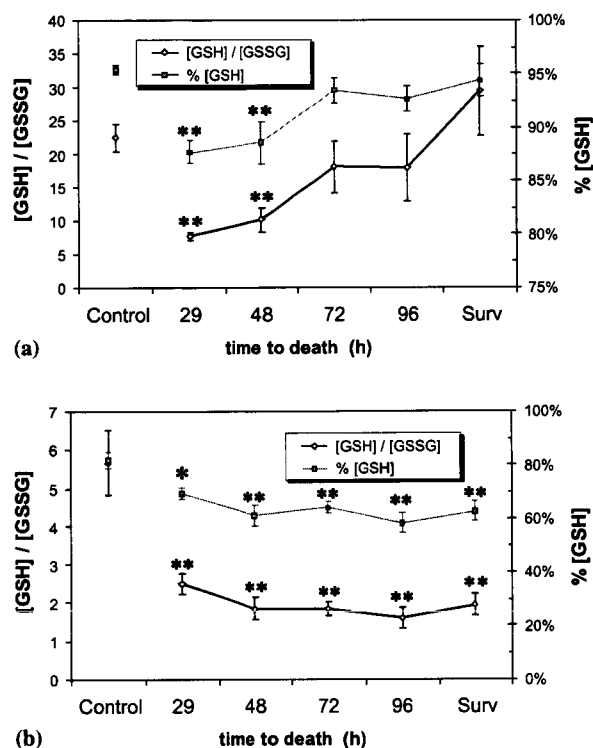 [GSH] / [GSSG]
% [GSH]
40
35
30
25
20
15
10
5
0
[GSH] / [GSSG]
100%
95%
90%
85%
80%
75%
% [GSH]
** **
** **
Control 29 48 72 96 Surv
(a) time to death (h)
[GSH] / [GSSG]
% [GSH]
7
6
5
4
3
2
1
0
[GSH] / [GSSG]
100%
80%
60%
40%
20%
0%
% [GSH]
* ** ** ** **
** ** ** ** **
Control 29 48 72 96 Surv
(b) time to death (h)